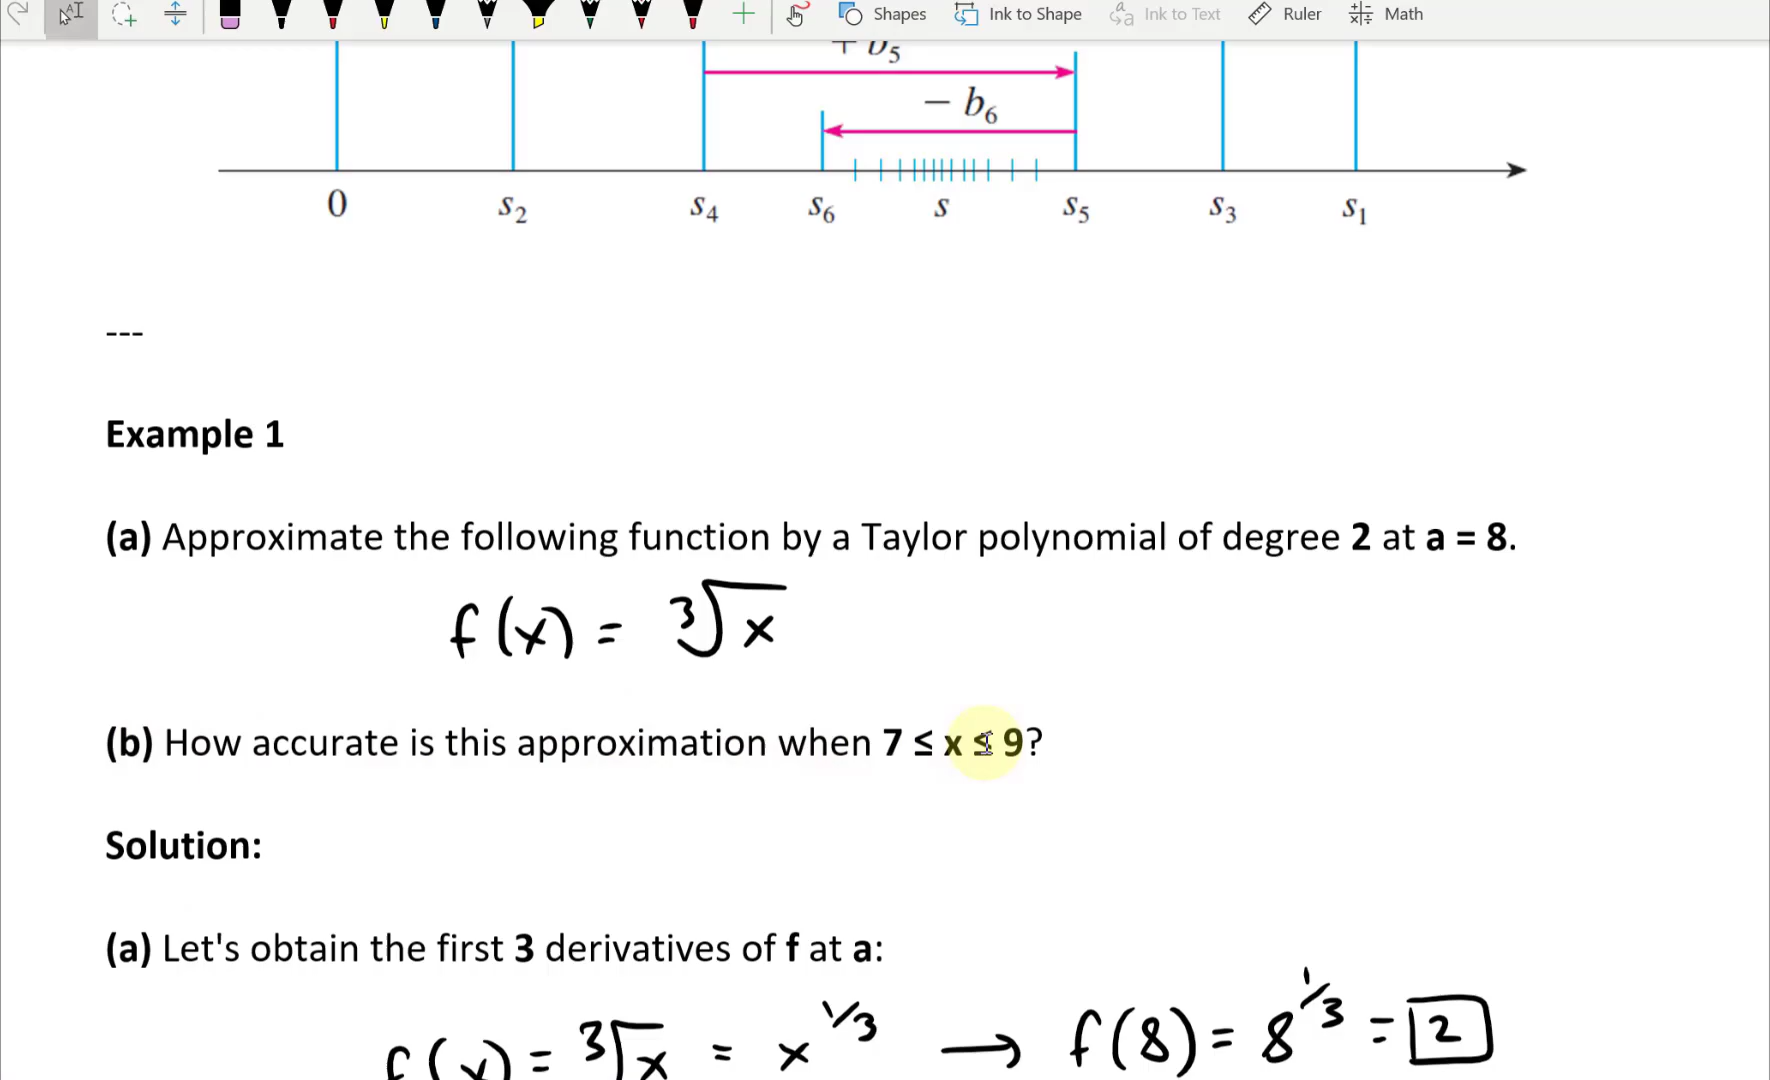 Shapes Ink to Shape Ink to Text Ruler Math
+ b₅
− b₆
0 s₂ s₄ s₆ s s₅ s₃ s₁
---
Example 1
(a) Approximate the following function by a Taylor polynomial of degree 2 at a = 8.
f(x) = ∛x
(b) How accurate is this approximation when 7 ≤ x ≤ 9?
Solution:
(a) Let's obtain the first 3 derivatives of f at a:
f(x) = ∛x = x^(1/3) → f(8) = 8^(1/3) = 2